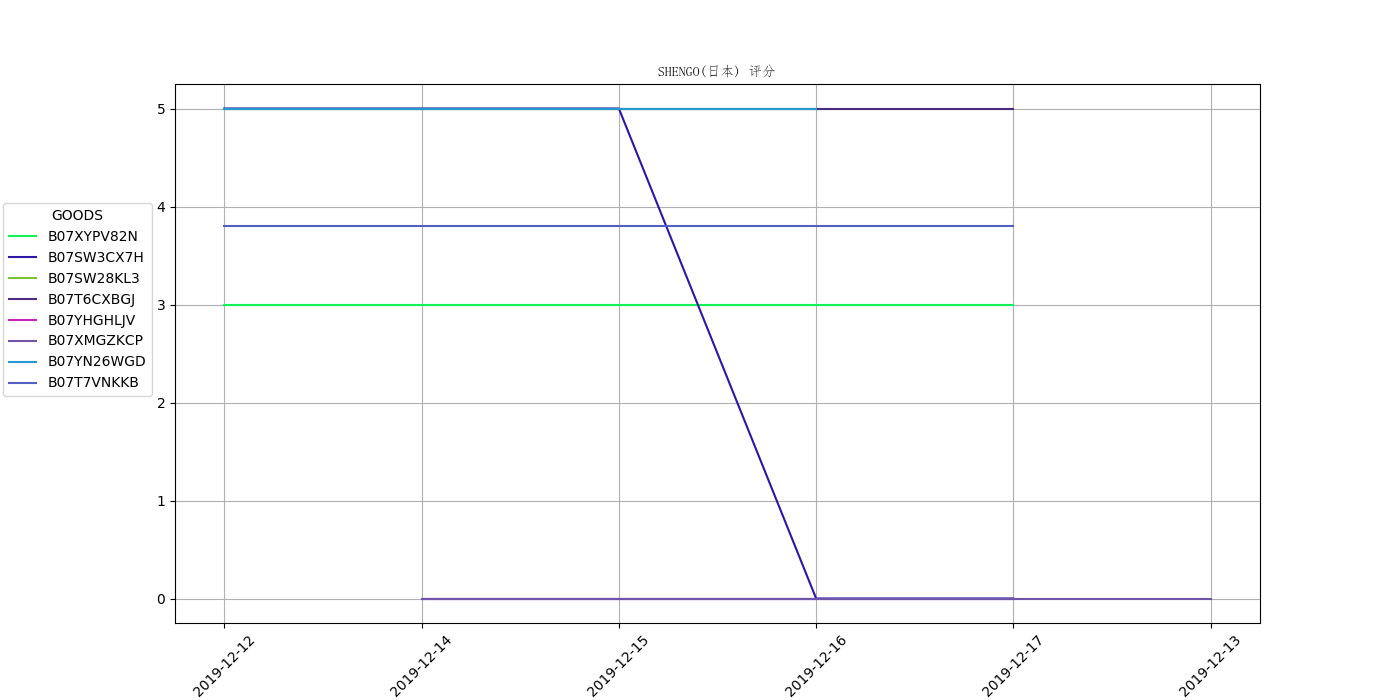 SHENGO(日本) 评分
GOODS
B07XYPV82N
B07SW3CX7H
B07SW28KL3
B07T6CXBGJ
B07YHGHLJV
B07XMGZKCP
B07YN26WGD
B07T7VNKKB
5
4
3
2
1
0
2019-12-12
2019-12-14
2019-12-15
2019-12-16
2019-12-17
2019-12-13